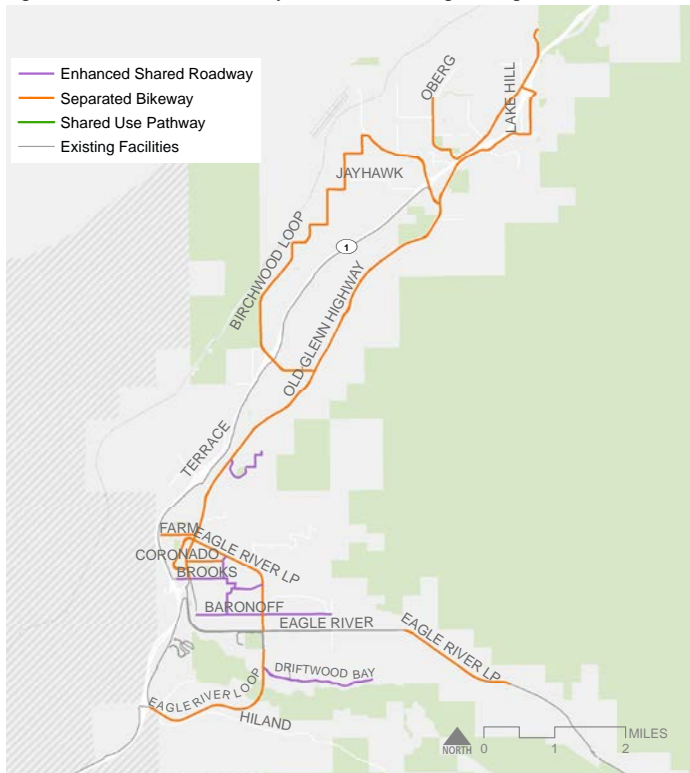 Enhanced Shared Roadway
Separated Bikeway
Shared Use Pathway
Existing Facilities
OBERG
LAKE HILL
JAYHAWK
BIRCHWOOD LOOP
1
OLD GLENN HIGHWAY
TERRACE
FARM
EAGLE RIVER LP
CORONADO
BROOKS
BARONOFF
EAGLE RIVER
EAGLE RIVER LP
DRIFTWOOD BAY
EAGLE RIVER LOOP
HILAND
NORTH
0 1 2
MILES